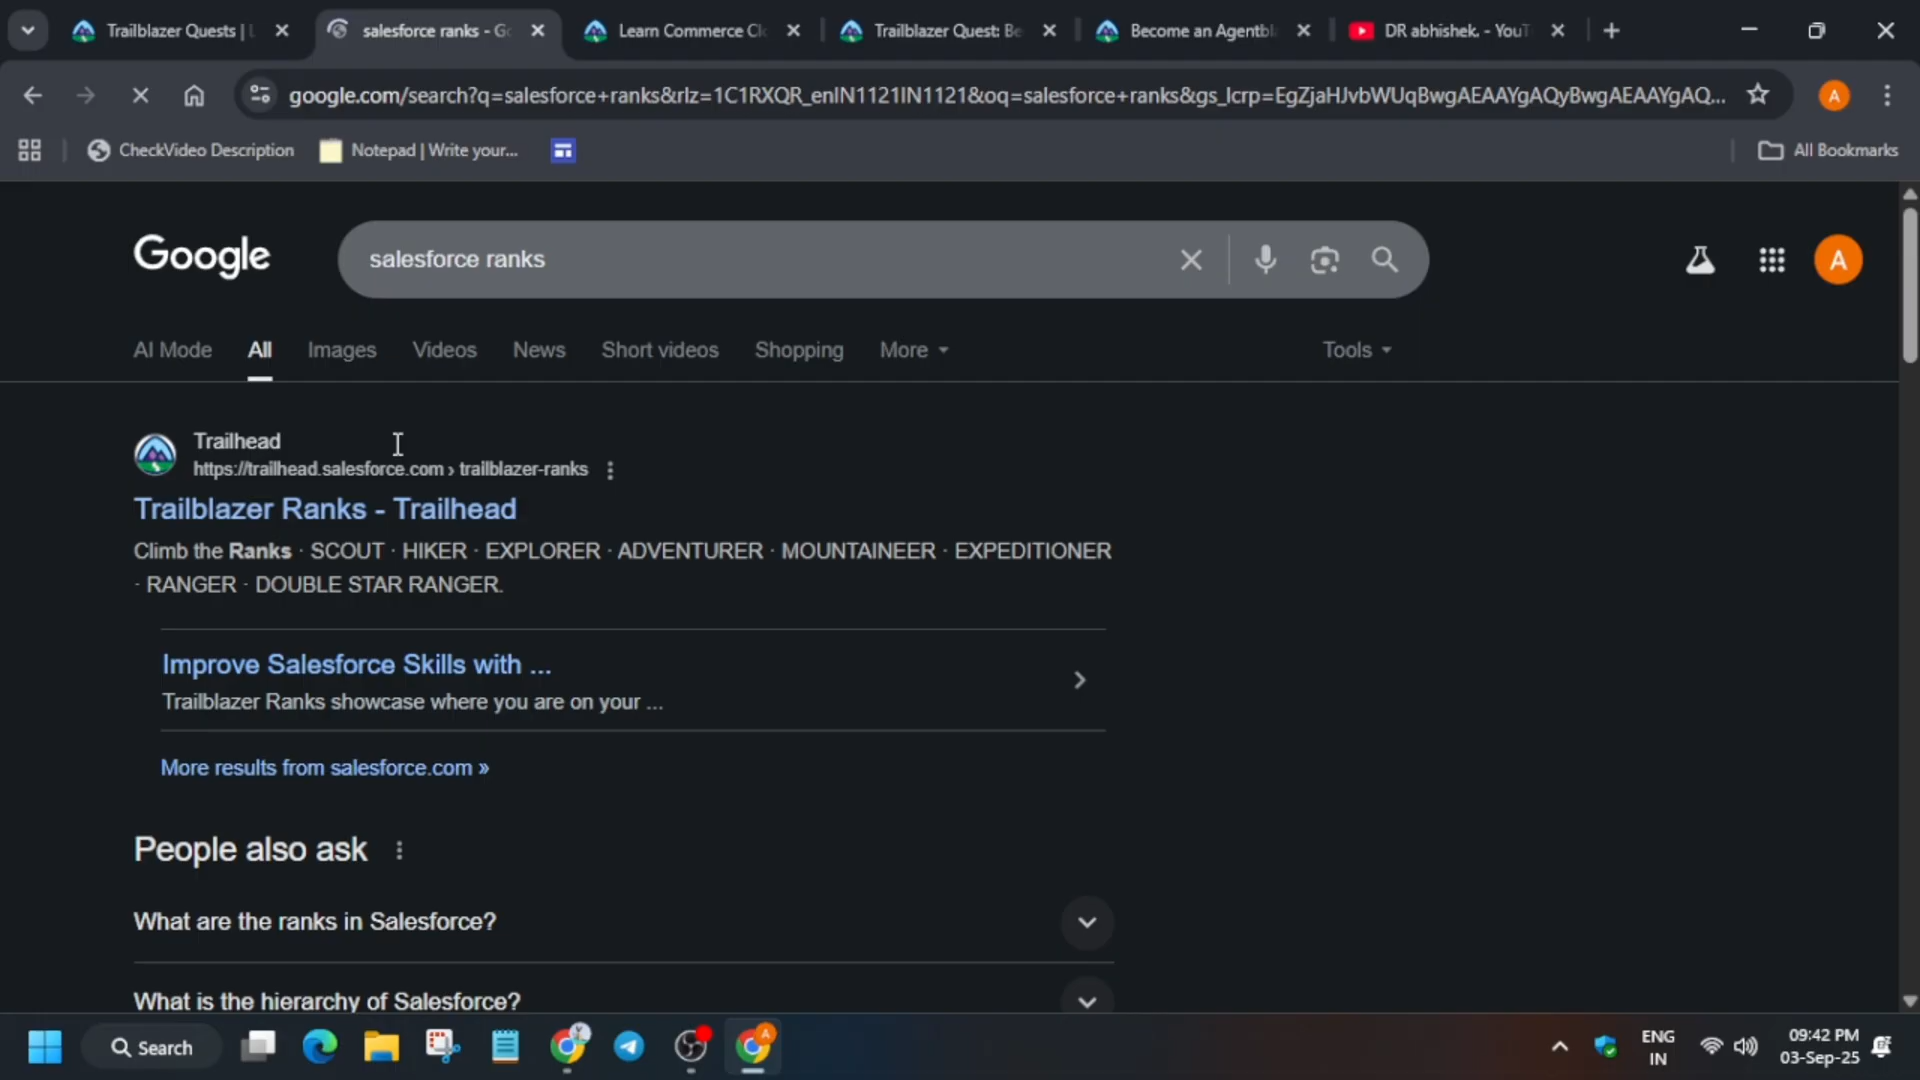 Trailblazer Quests |
salesforce ranks - Go
Learn Commerce Cl
Trailblazer Quest: Be
Become an Agentbl
DR abhishek. - YouT
google.com/search?q=salesforce+ranks&rlz=1C1RXQR_enIN1121IN1121&oq=salesforce+ranks&gs_lcrp=EgZjaHJvbWUqBwgAEAAYgAQyBwgAEAAYgAQ...
A
CheckVideo Description
Notepad | Write your...
All Bookmarks
Google
salesforce ranks
A
AI Mode
All
Images
Videos
News
Short videos
Shopping
More
Tools
Trailhead
https://trailhead.salesforce.com › trailblazer-ranks
Trailblazer Ranks - Trailhead
Climb the Ranks · SCOUT · HIKER · EXPLORER · ADVENTURER · MOUNTAINEER · EXPEDITIONER
· RANGER · DOUBLE STAR RANGER.
Improve Salesforce Skills with ...
Trailblazer Ranks showcase where you are on your ...
More results from salesforce.com »
People also ask
What are the ranks in Salesforce?
What is the hierarchy of Salesforce?
Search
ENG
IN
09:42 PM
03-Sep-25